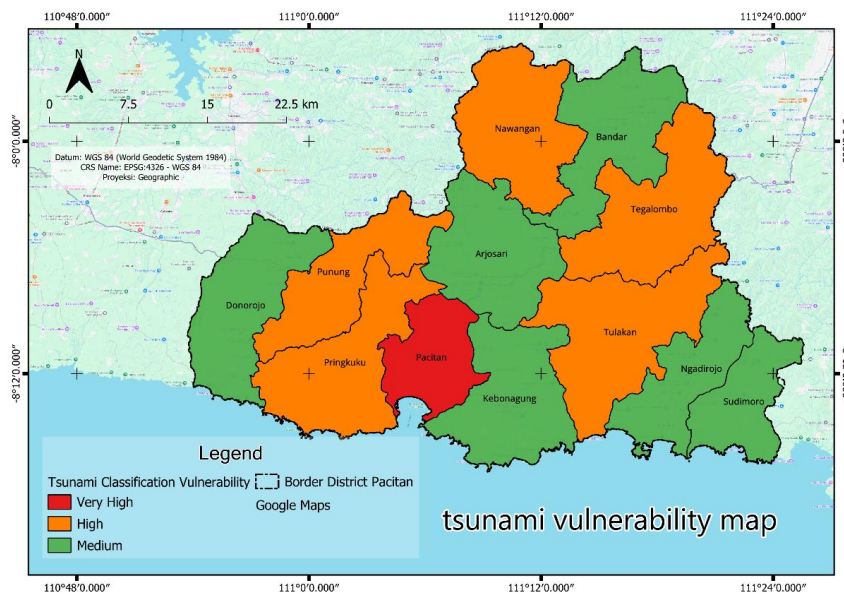 110°48′0.000″ 111°0′0.000″ 111°12′0.000″ 111°24′0.000″
N
0 7.5 15 22.5 km
Datum: WGS 84 (World Geodetic System 1984)
CRS Name: EPSG:4326 - WGS 84
Proyeksi: Geographic
-8°0′0.000″
Nawangan
Bandar
Tegalombo
Arjosari
Punung
Donorojo
Tulakan
Pringkuku
Pacitan
Ngadirojo
Kebonagung
Sudimoro
-8°12′0.000″
Legend
Tsunami Classification Vulnerability
Very High
High
Medium
Border District Pacitan
Google Maps
tsunami vulnerability map
110°48′0.000″ 111°0′0.000″ 111°12′0.000″ 111°24′0.000″